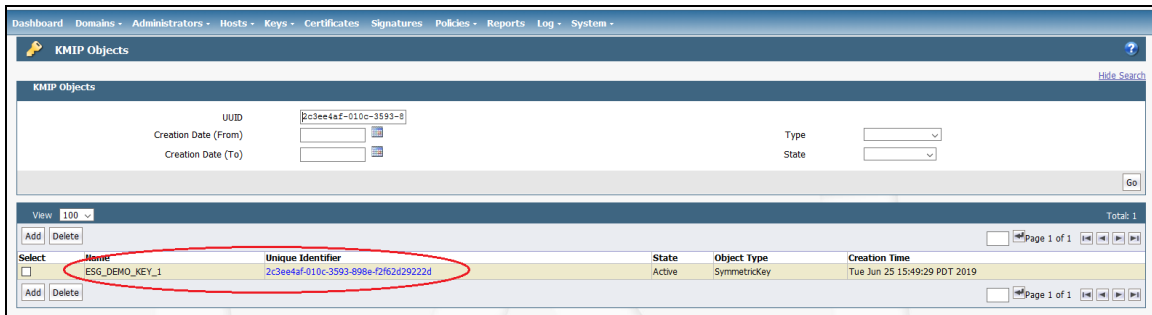 Dashboard Domains - Administrators - Hosts - Keys - Certificates Signatures Policies - Reports Log - System -
KMIP Objects ?
Hide Search
KMIP Objects
UUID 2c3ee4af-010c-3593-8
Creation Date (From) Type
Creation Date (To) State
Go
View 100 Total: 1
Add Delete Page 1 of 1
Select Name Unique Identifier State Object Type Creation Time
ESG_DEMO_KEY_1 2c3ee4af-010c-3593-898e-f2f62d29222d Active SymmetricKey Tue Jun 25 15:49:29 PDT 2019
Add Delete Page 1 of 1